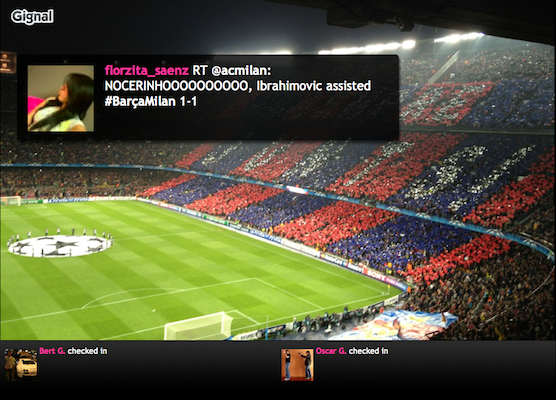 Gignal
florzita_saenz RT @acmilan:
NOCERINHOOOOOOOOOO, Ibrahimovic assisted
#BarçaMilan 1-1
Bert G. checked in
Oscar G. checked in